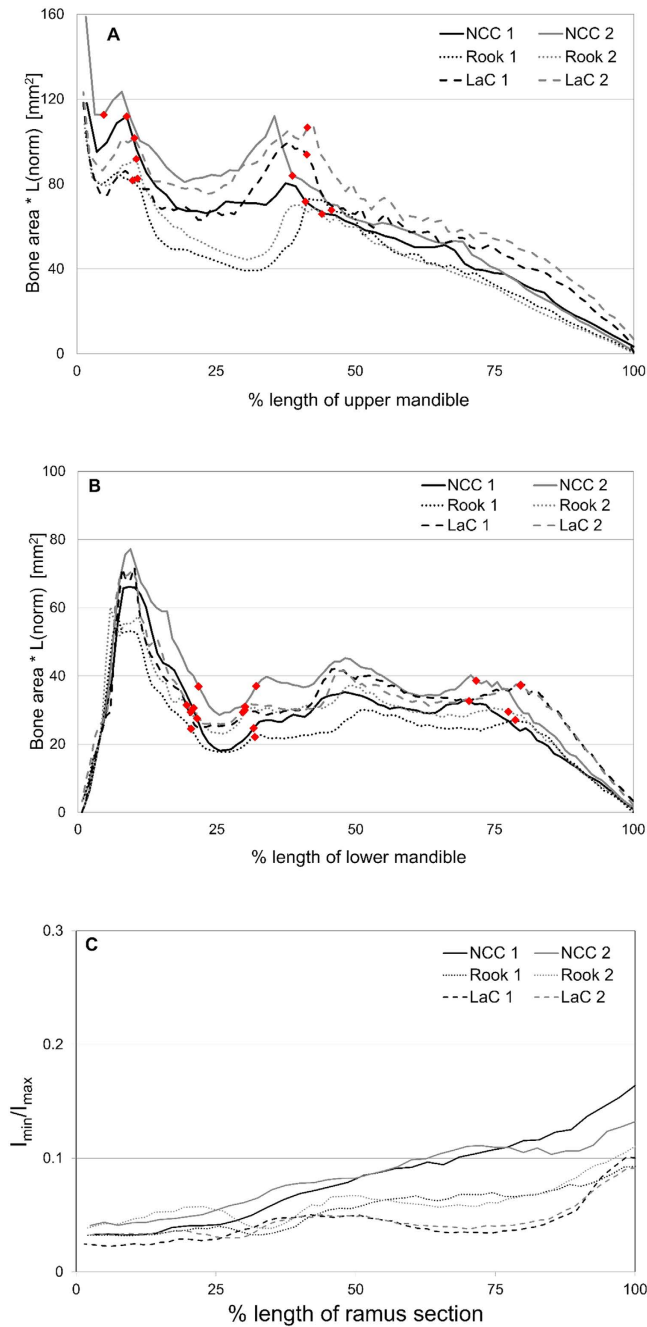 A
NCC 1 NCC 2
Rook 1 Rook 2
LaC 1 LaC 2
Bone area * L(norm) [mm²]
160
120
80
40
0
0 25 50 75 100
% length of upper mandible
B
NCC 1 NCC 2
Rook 1 Rook 2
LaC 1 LaC 2
Bone area * L(norm) [mm²]
100
80
60
40
20
0
0 25 50 75 100
% length of lower mandible
C
NCC 1 NCC 2
Rook 1 Rook 2
LaC 1 LaC 2
Imin/Imax
0.3
0.2
0.1
0
0 25 50 75 100
% length of ramus section